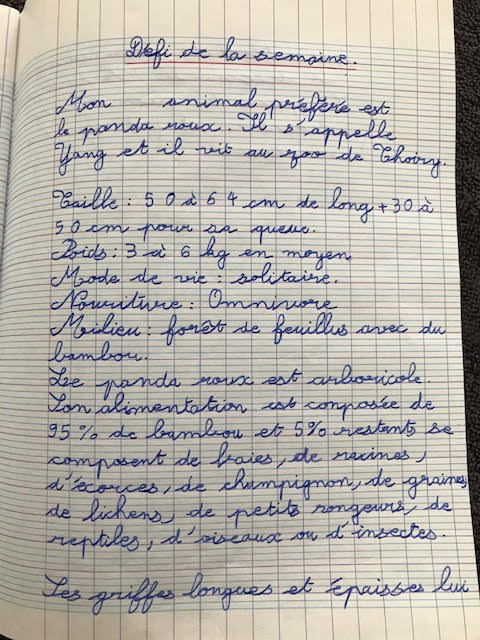 Défi de la semaine.
Mon animal préféré est
le panda roux. Il s'appelle
Yang et il vit au zoo de Thoiry.
Taille : 50 à 64 cm de long + 30 à
50 cm pour sa queue.
Poids : 3 à 6 kg en moyen
Mode de vie : solitaire.
Nourriture : Omnivore
Milieu : forêt de feuillus avec du
bambou.
Le panda roux est arboricole.
Son alimentation est conposée de
95 % de bambou et 5% restants se
composent de baies, de racines,
d'écorces, de champignon, de graines,
de lichens, de petits rongeurs, de
reptiles, d'oiseaux ou d'insectes.
Les griffes longues et épaisses lui